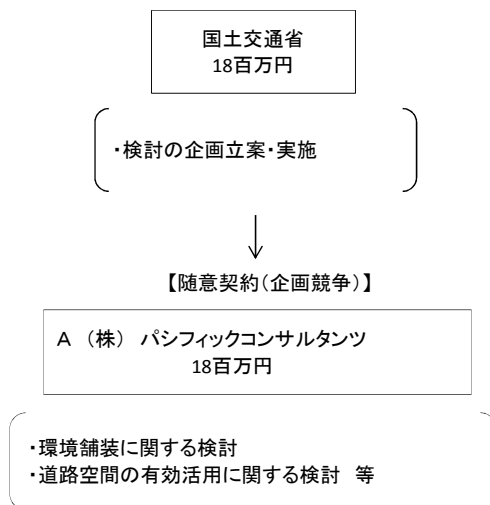 国土交通省
18百万円
・検討の企画立案・実施
【随意契約(企画競争)】
A （株） パシフィックコンサルタンツ
18百万円
・環境舗装に関する検討
・道路空間の有効活用に関する検討　等